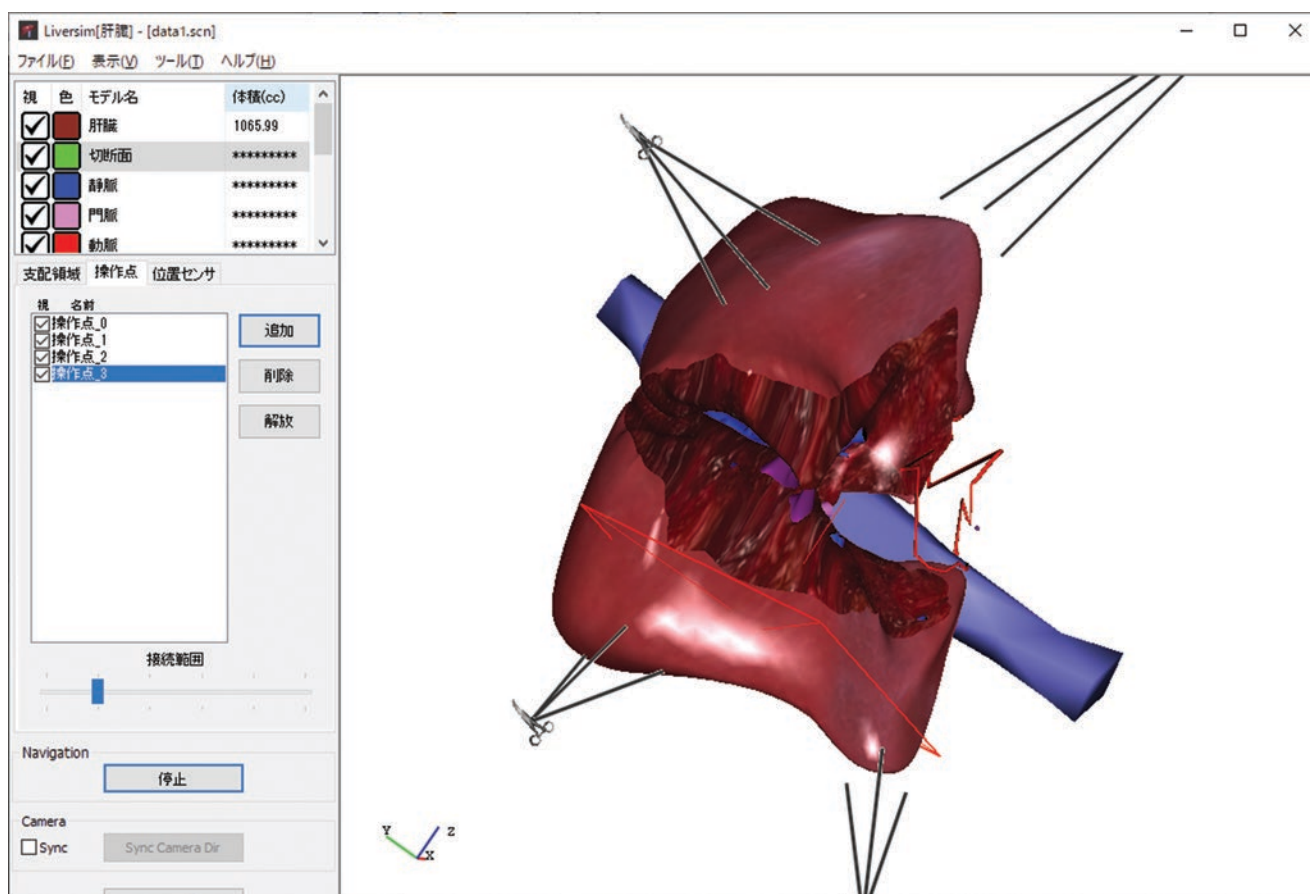 Liversim[肝臓] - [data1.scn]
ファイル(F) 表示(V) ツール(T) ヘルプ(H)
視 色 モデル名 体積(cc)
肝臓 1065.99
切断面 *********
静脈 *********
門脈 *********
動脈 *********
支配領域 操作点 位置センサ
視 名前
操作点_0
操作点_1
操作点_2
操作点_3
追加
削除
解放
接続範囲
Navigation
停止
Camera
Sync Sync Camera Dir
Y Z
X